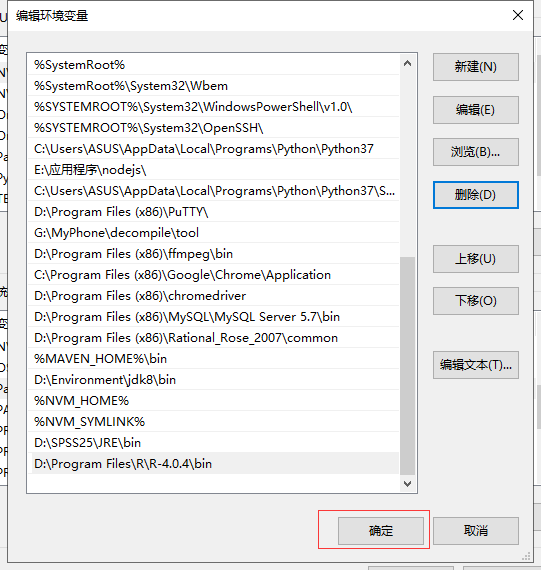 编辑环境变量
%SystemRoot%
%SystemRoot%\System32\Wbem
%SYSTEMROOT%\System32\WindowsPowerShell\v1.0\
%SYSTEMROOT%\System32\OpenSSH\
C:\Users\ASUS\AppData\Local\Programs\Python\Python37
E:\应用程序\nodejs\
C:\Users\ASUS\AppData\Local\Programs\Python\Python37\S...
D:\Program Files (x86)\PuTTY\
G:\MyPhone\decompile\tool
D:\Program Files (x86)\ffmpeg\bin
C:\Program Files (x86)\Google\Chrome\Application
D:\Program Files (x86)\chromedriver
D:\Program Files (x86)\MySQL\MySQL Server 5.7\bin
D:\Program Files (x86)\Rational_Rose_2007\common
%MAVEN_HOME%\bin
D:\Environment\jdk8\bin
%NVM_HOME%
%NVM_SYMLINK%
D:\SPSS25\JRE\bin
D:\Program Files\R\R-4.0.4\bin
新建(N)
编辑(E)
浏览(B)...
删除(D)
上移(U)
下移(O)
编辑文本(T)...
确定
取消